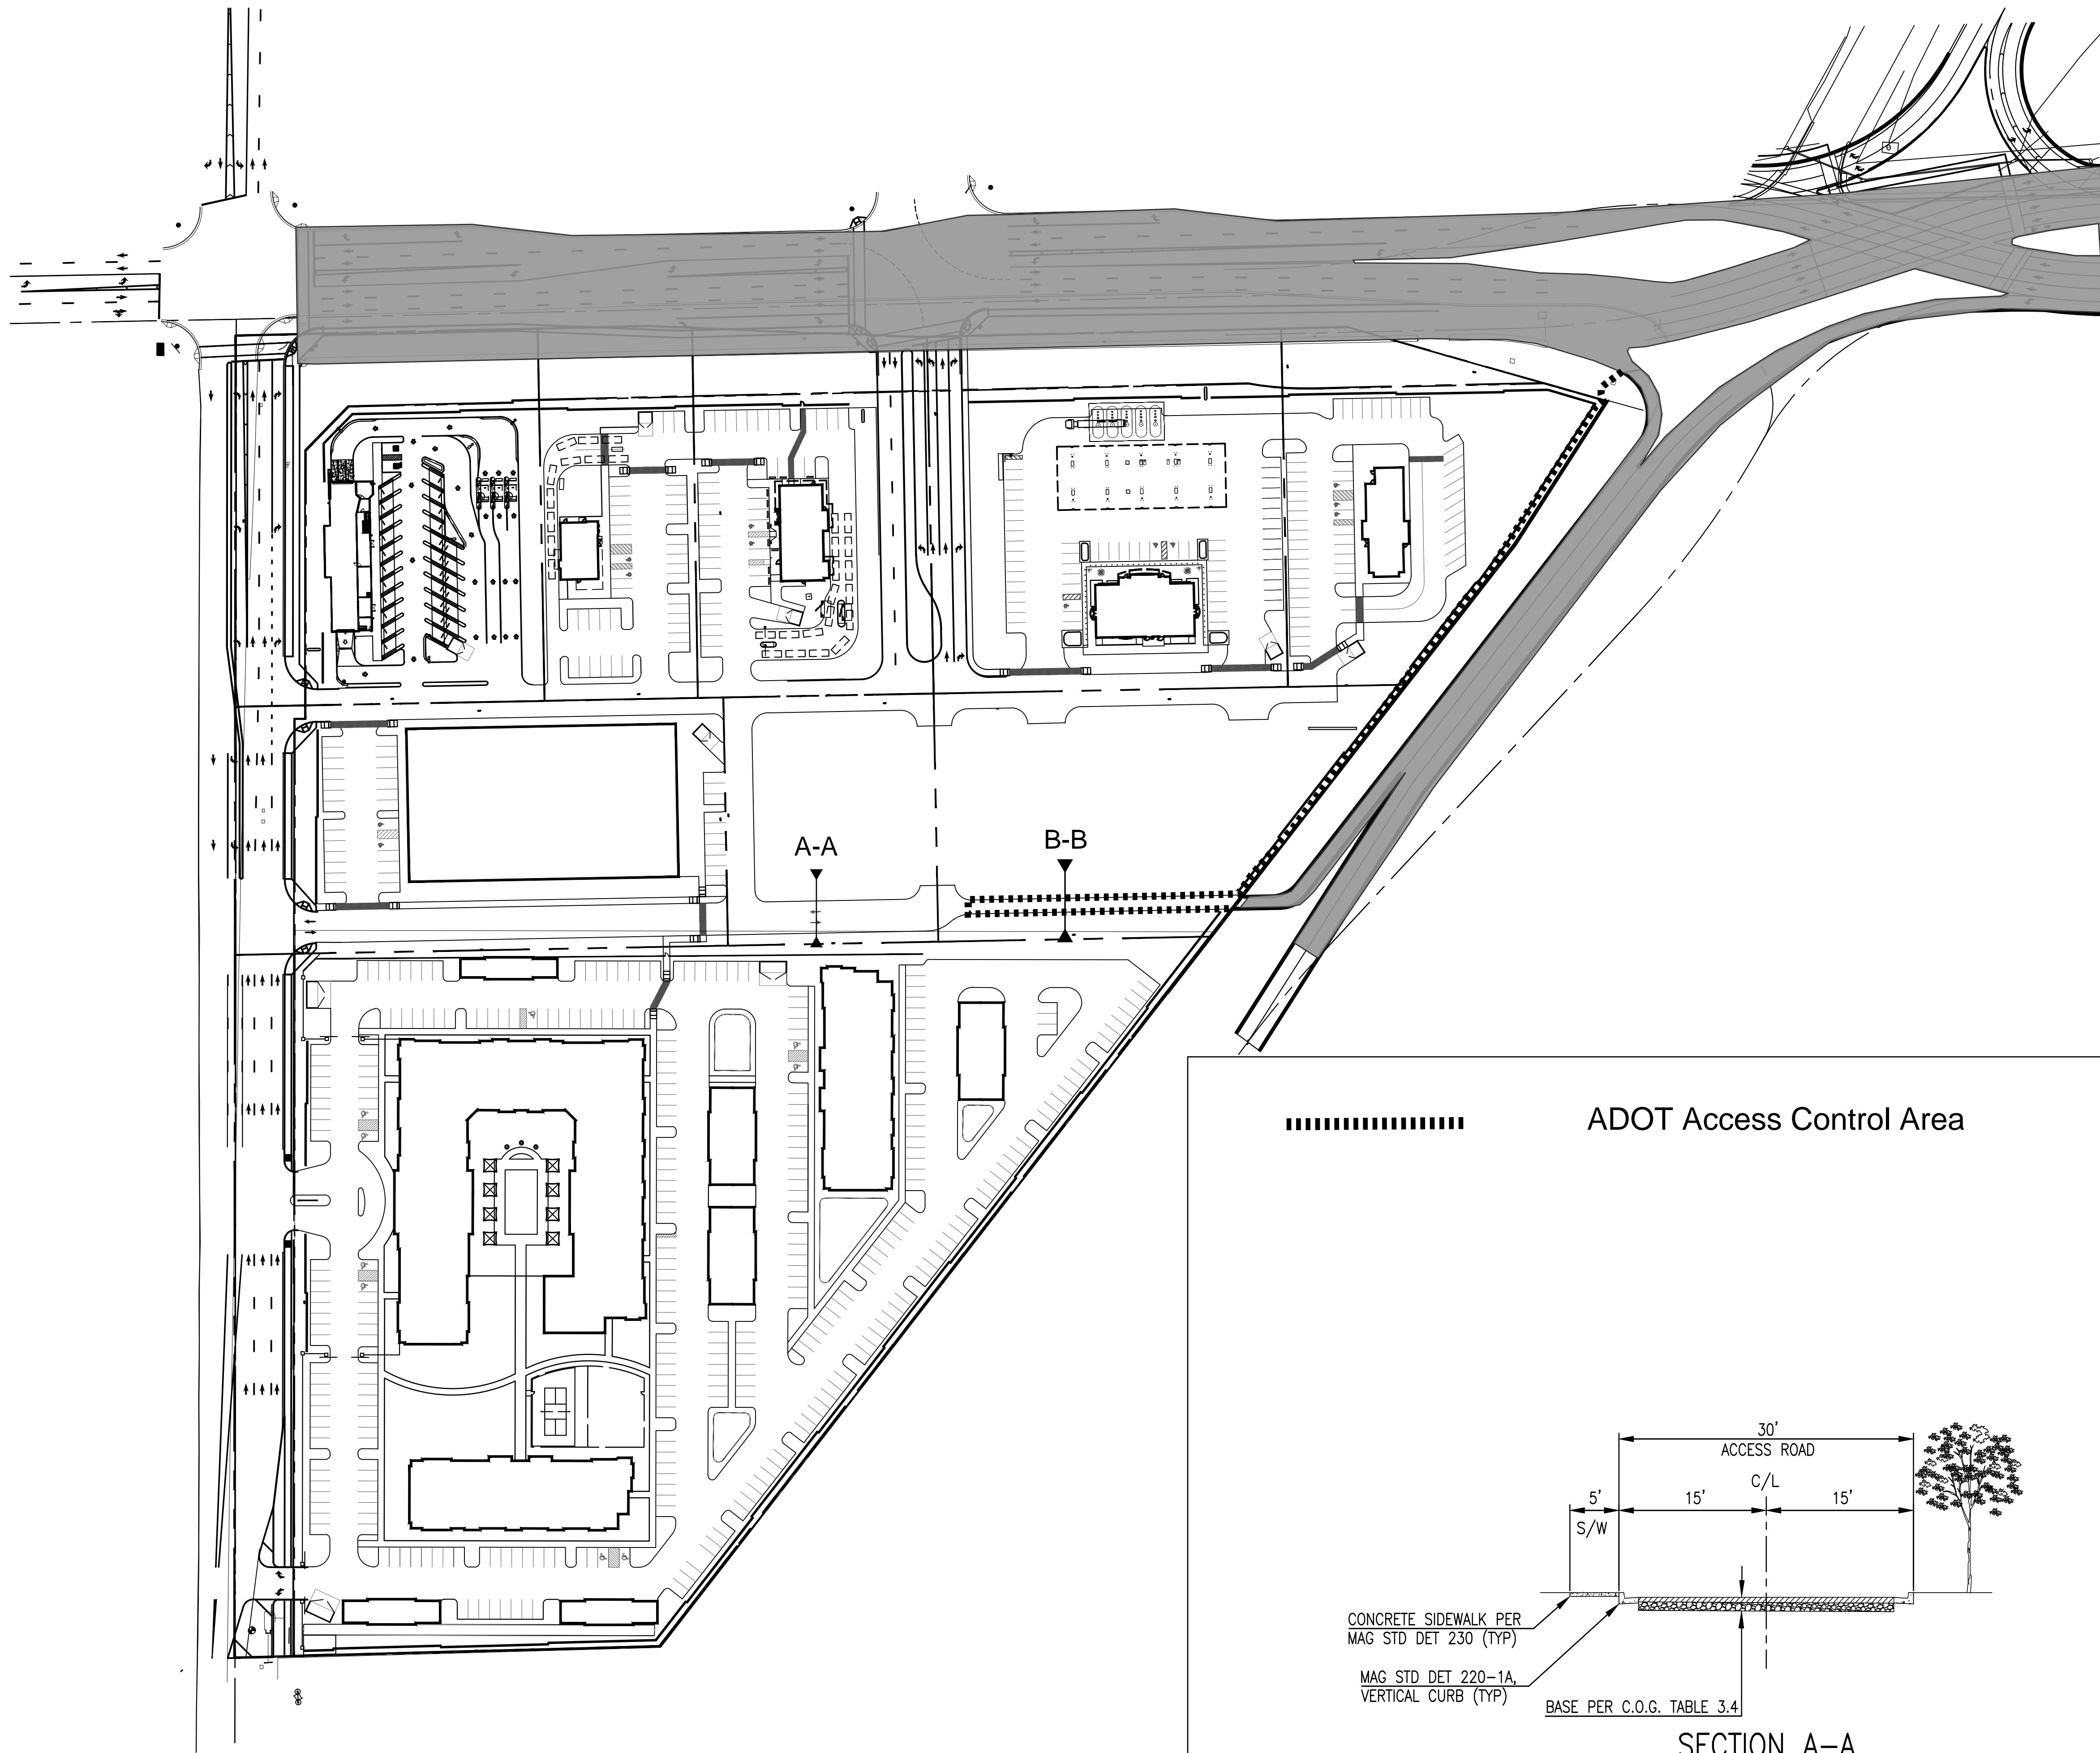 A-A
B-B
ADOT Access Control Area
30'
ACCESS ROAD
C/L
5'
15'
15'
S/W
CONCRETE SIDEWALK PER
MAG STD DET 230 (TYP)
MAG STD DET 220-1A,
VERTICAL CURB (TYP)
BASE PER C.O.G. TABLE 3.4
SECTION A-A